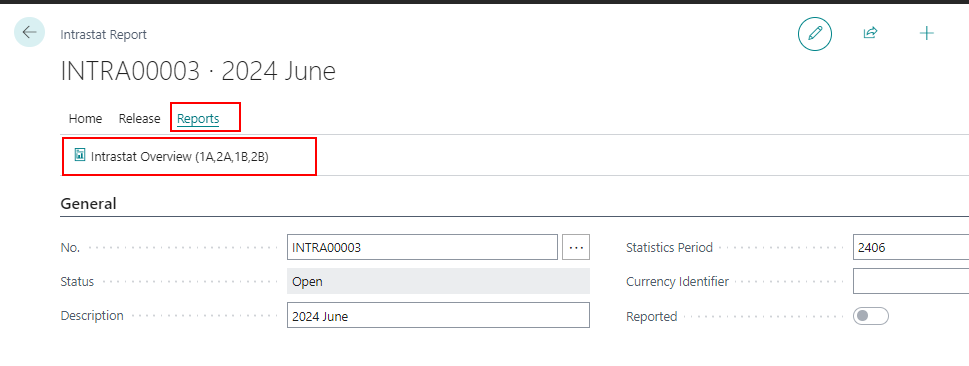 Intrastat Report
INTRA00003 · 2024 June
Home Release Reports
Intrastat Overview (1A,2A,1B,2B)
General
No. INTRA00003 ... Statistics Period 2406
Status Open Currency Identifier
Description 2024 June Reported